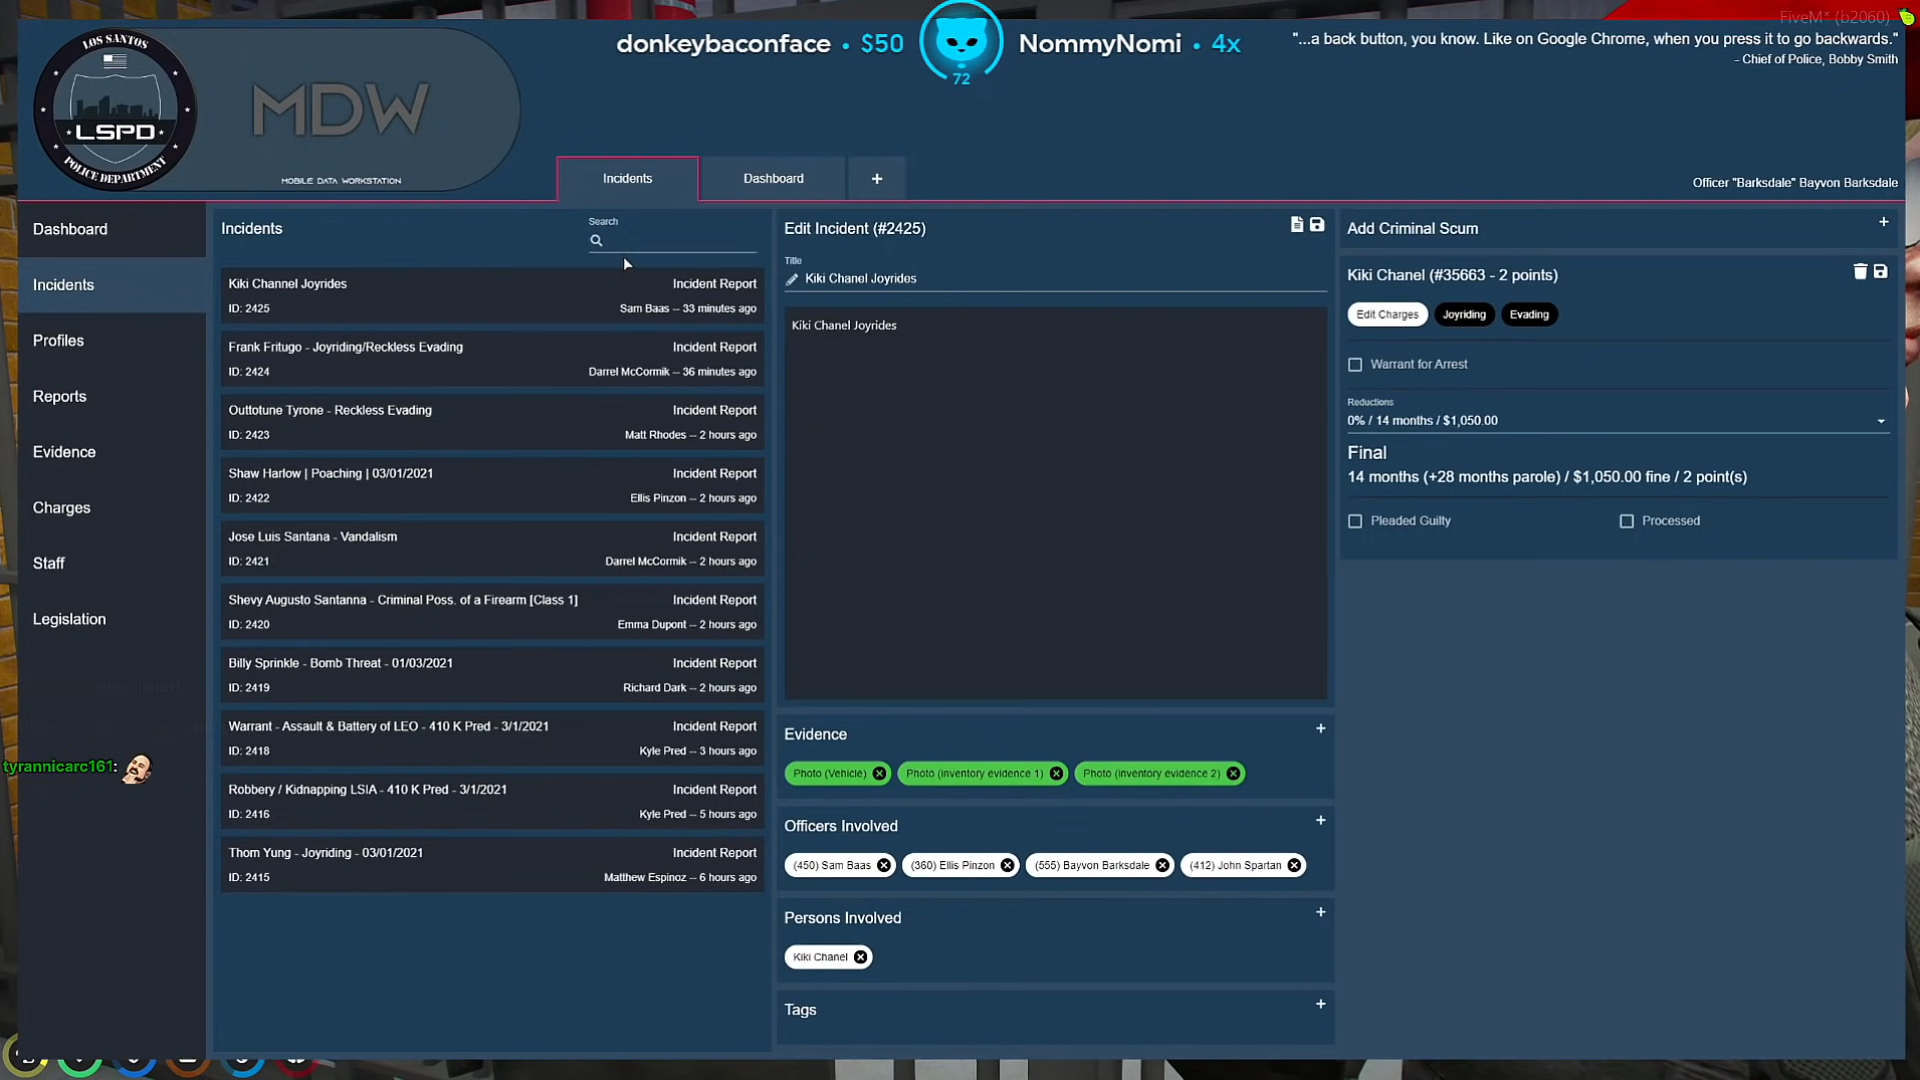 FiveM* (b2060)
donkeybaconface • $50
72
NommyNomi • 4x
"...a back button, you know. Like on Google Chrome, when you press it to go backwards."
- Chief of Police, Bobby Smith
LOS SANTOS
LSPD
POLICE DEPARTMENT
MDW
MOBILE DATA WORKSTATION
Incidents
Dashboard
+
Officer "Barksdale" Bayvon Barksdale
Dashboard
Incidents
Profiles
Reports
Evidence
Charges
Staff
Legislation
tyrannicarc161:
Incidents
Search
Kiki Channel Joyrides Incident Report
ID: 2425 Sam Baas – 33 minutes ago
Frank Fritugo - Joyriding/Reckless Evading Incident Report
ID: 2424 Darrel McCormik – 36 minutes ago
Outtotune Tyrone - Reckless Evading Incident Report
ID: 2423 Matt Rhodes – 2 hours ago
Shaw Harlow | Poaching | 03/01/2021 Incident Report
ID: 2422 Ellis Pinzon – 2 hours ago
Jose Luis Santana - Vandalism Incident Report
ID: 2421 Darrel McCormik – 2 hours ago
Shevy Augusto Santanna - Criminal Poss. of a Firearm [Class 1] Incident Report
ID: 2420 Emma Dupont – 2 hours ago
Billy Sprinkle - Bomb Threat - 01/03/2021 Incident Report
ID: 2419 Richard Dark – 2 hours ago
Warrant - Assault & Battery of LEO - 410 K Pred - 3/1/2021 Incident Report
ID: 2418 Kyle Pred – 3 hours ago
Robbery / Kidnapping LSIA - 410 K Pred - 3/1/2021 Incident Report
ID: 2416 Kyle Pred – 5 hours ago
Thom Yung - Joyriding - 03/01/2021 Incident Report
ID: 2415 Matthew Espinoz – 6 hours ago
Edit Incident (#2425)
Title
Kiki Chanel Joyrides
Kiki Chanel Joyrides
Evidence +
Photo (Vehicle) Photo (inventory evidence 1) Photo (inventory evidence 2)
Officers Involved +
(450) Sam Baas (360) Ellis Pinzon (555) Bayvon Barksdale (412) John Spartan
Persons Involved +
Kiki Chanel
Tags +
Add Criminal Scum +
Kiki Chanel (#35663 - 2 points)
Edit Charges Joyriding Evading
Warrant for Arrest
Reductions
0% / 14 months / $1,050.00
Final
14 months (+28 months parole) / $1,050.00 fine / 2 point(s)
Pleaded Guilty Processed